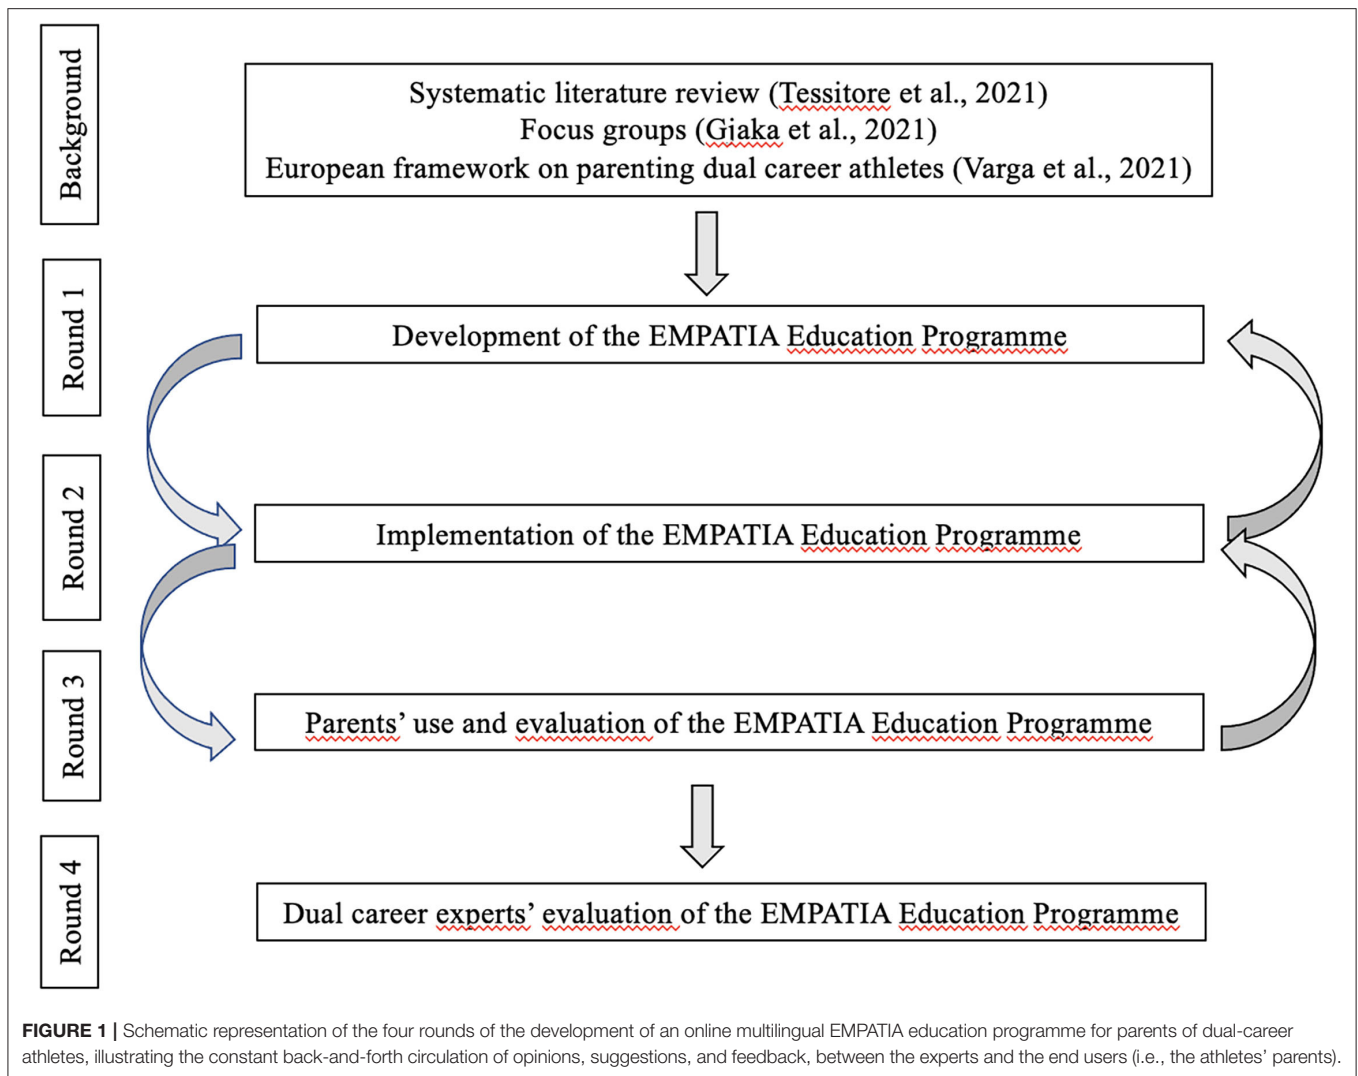 Background
Systematic literature review (Tessitore et al., 2021)
Focus groups (Gjaka et al., 2021)
European framework on parenting dual career athletes (Varga et al., 2021)
Round 1
Development of the EMPATIA Education Programme
Round 2
Implementation of the EMPATIA Education Programme
Round 3
Parents’ use and evaluation of the EMPATIA Education Programme
Round 4
Dual career experts’ evaluation of the EMPATIA Education Programme
FIGURE 1 | Schematic representation of the four rounds of the development of an online multilingual EMPATIA education programme for parents of dual-career
athletes, illustrating the constant back-and-forth circulation of opinions, suggestions, and feedback, between the experts and the end users (i.e., the athletes’ parents).